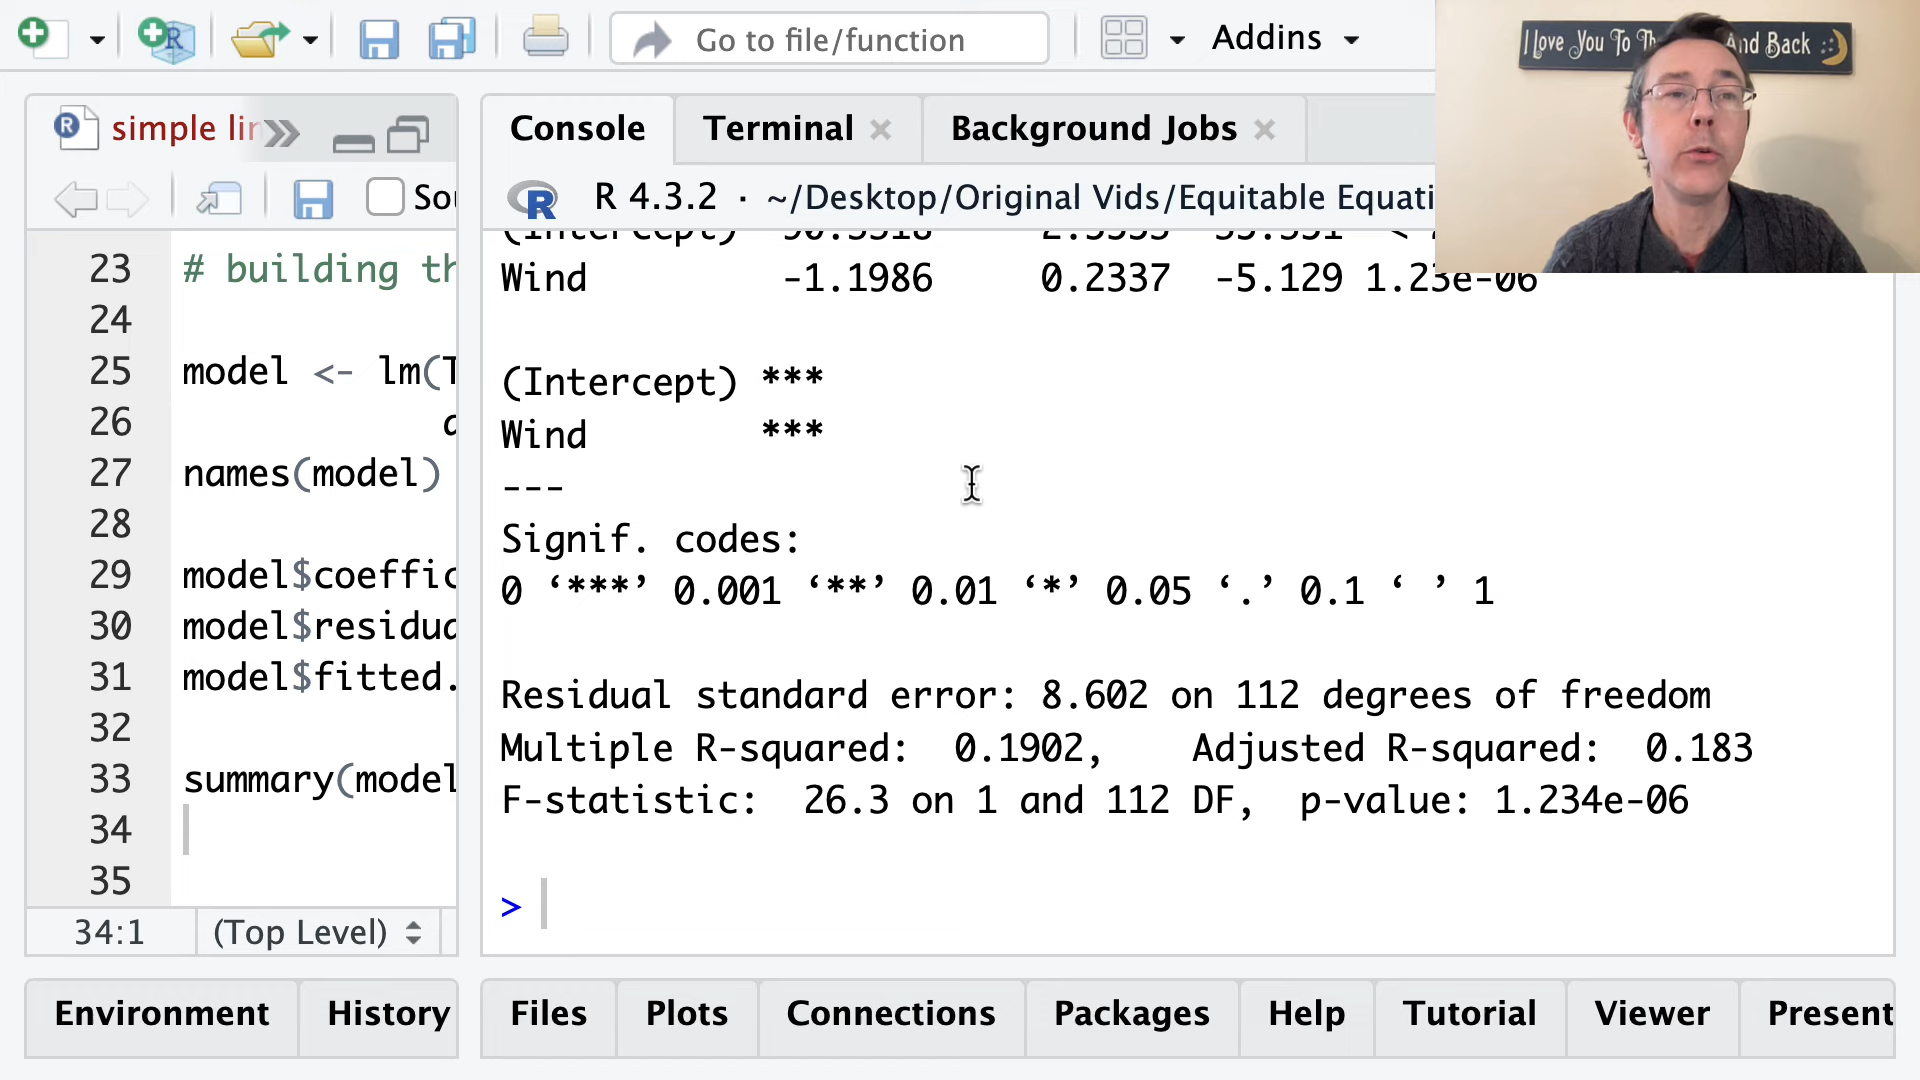 Go to file/function
Addins
I Love You To Th And Back
simple lin
Console
Terminal
Background Jobs
Sou
R 4.3.2 · ~/Desktop/Original Vids/Equitable Equati
23 # building th
24
25 model <- lm(T
26
27 names(model)
28
29 model$coeffic
30 model$residua
31 model$fitted.
32
33 summary(model
34
35
34:1
(Top Level)
Wind -1.1986 0.2337 -5.129 1.23e-06
(Intercept) ***
Wind ***
---
Signif. codes:
0 ‘***’ 0.001 ‘**’ 0.01 ‘*’ 0.05 ‘.’ 0.1 ‘ ’ 1
Residual standard error: 8.602 on 112 degrees of freedom
Multiple R-squared: 0.1902, Adjusted R-squared: 0.183
F-statistic: 26.3 on 1 and 112 DF, p-value: 1.234e-06
>
Environment
History
Files
Plots
Connections
Packages
Help
Tutorial
Viewer
Present